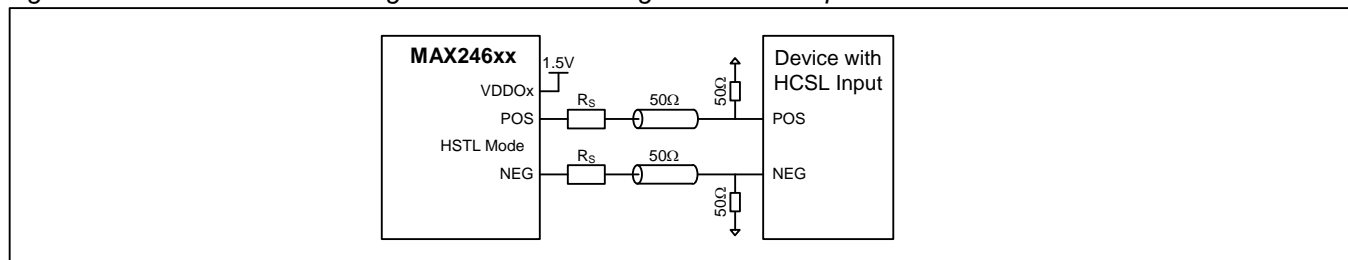 MAX246xx
1.5V
VDDOx
POS
HSTL Mode
NEG
Rs
50Ω
50Ω
Rs
50Ω
50Ω
Device with
HCSL Input
POS
NEG